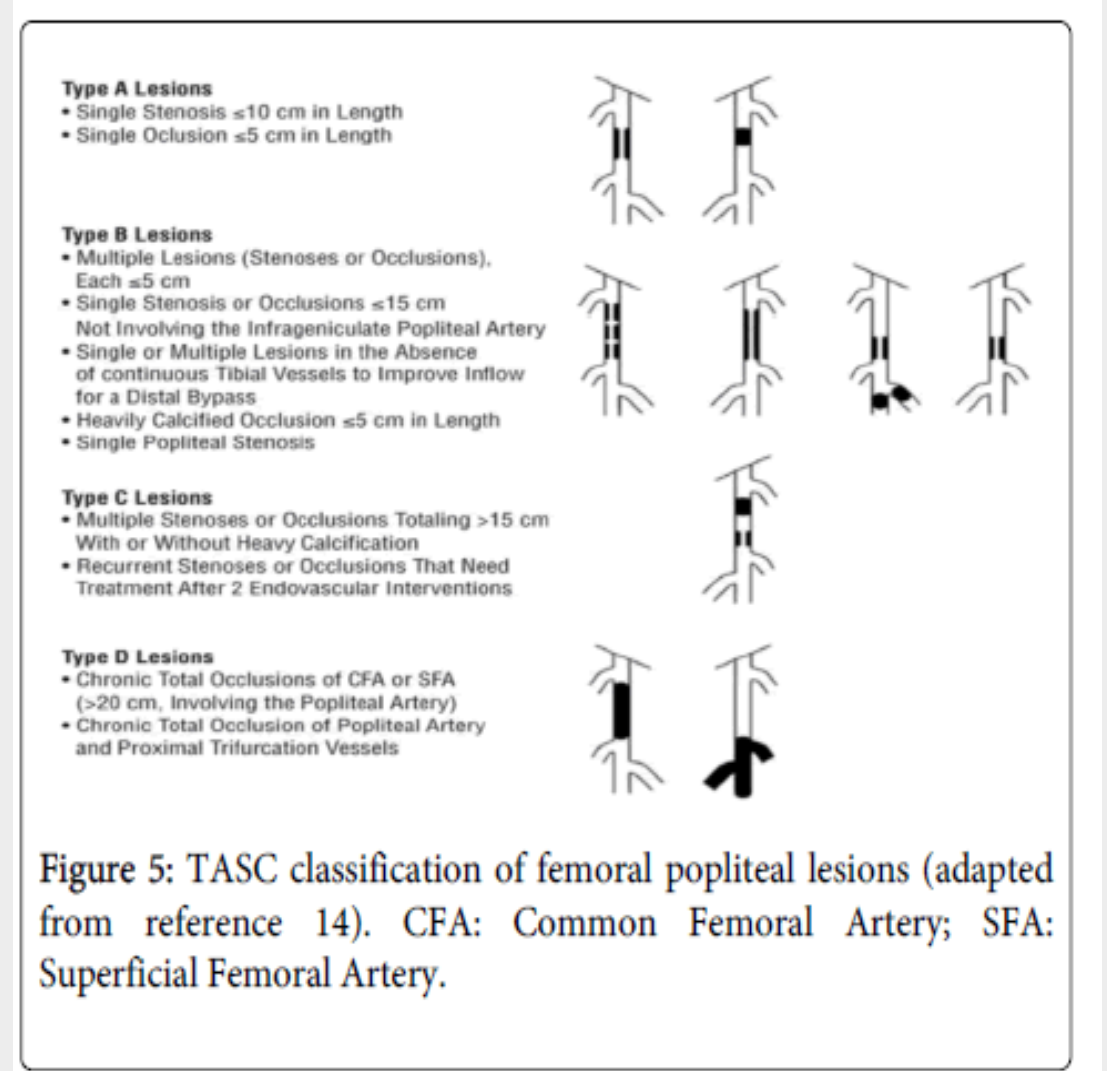 Type A Lesions
• Single Stenosis ≤10 cm in Length
• Single Oclusion ≤5 cm in Length
Type B Lesions
• Multiple Lesions (Stenoses or Occlusions),
Each ≤5 cm
• Single Stenosis or Occlusions ≤15 cm
Not Involving the Infrageniculate Popliteal Artery
• Single or Multiple Lesions in the Absence
of continuous Tibial Vessels to Improve Inflow
for a Distal Bypass
• Heavily Calcified Occlusion ≤5 cm in Length
• Single Popliteal Stenosis
Type C Lesions
• Multiple Stenoses or Occlusions Totaling >15 cm
With or Without Heavy Calcification
• Recurrent Stenoses or Occlusions That Need
Treatment After 2 Endovascular Interventions
Type D Lesions
• Chronic Total Occlusions of CFA or SFA
(>20 cm, Involving the Popliteal Artery)
• Chronic Total Occlusion of Popliteal Artery
and Proximal Trifurcation Vessels
Figure 5: TASC classification of femoral popliteal lesions (adapted
from reference 14). CFA: Common Femoral Artery; SFA:
Superficial Femoral Artery.